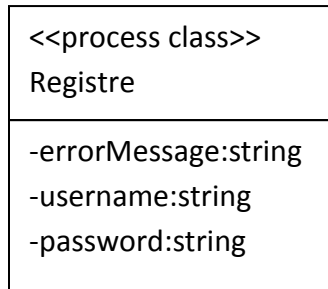 <<process class>>
Registre
-errorMessage:string
-username:string
-password:string